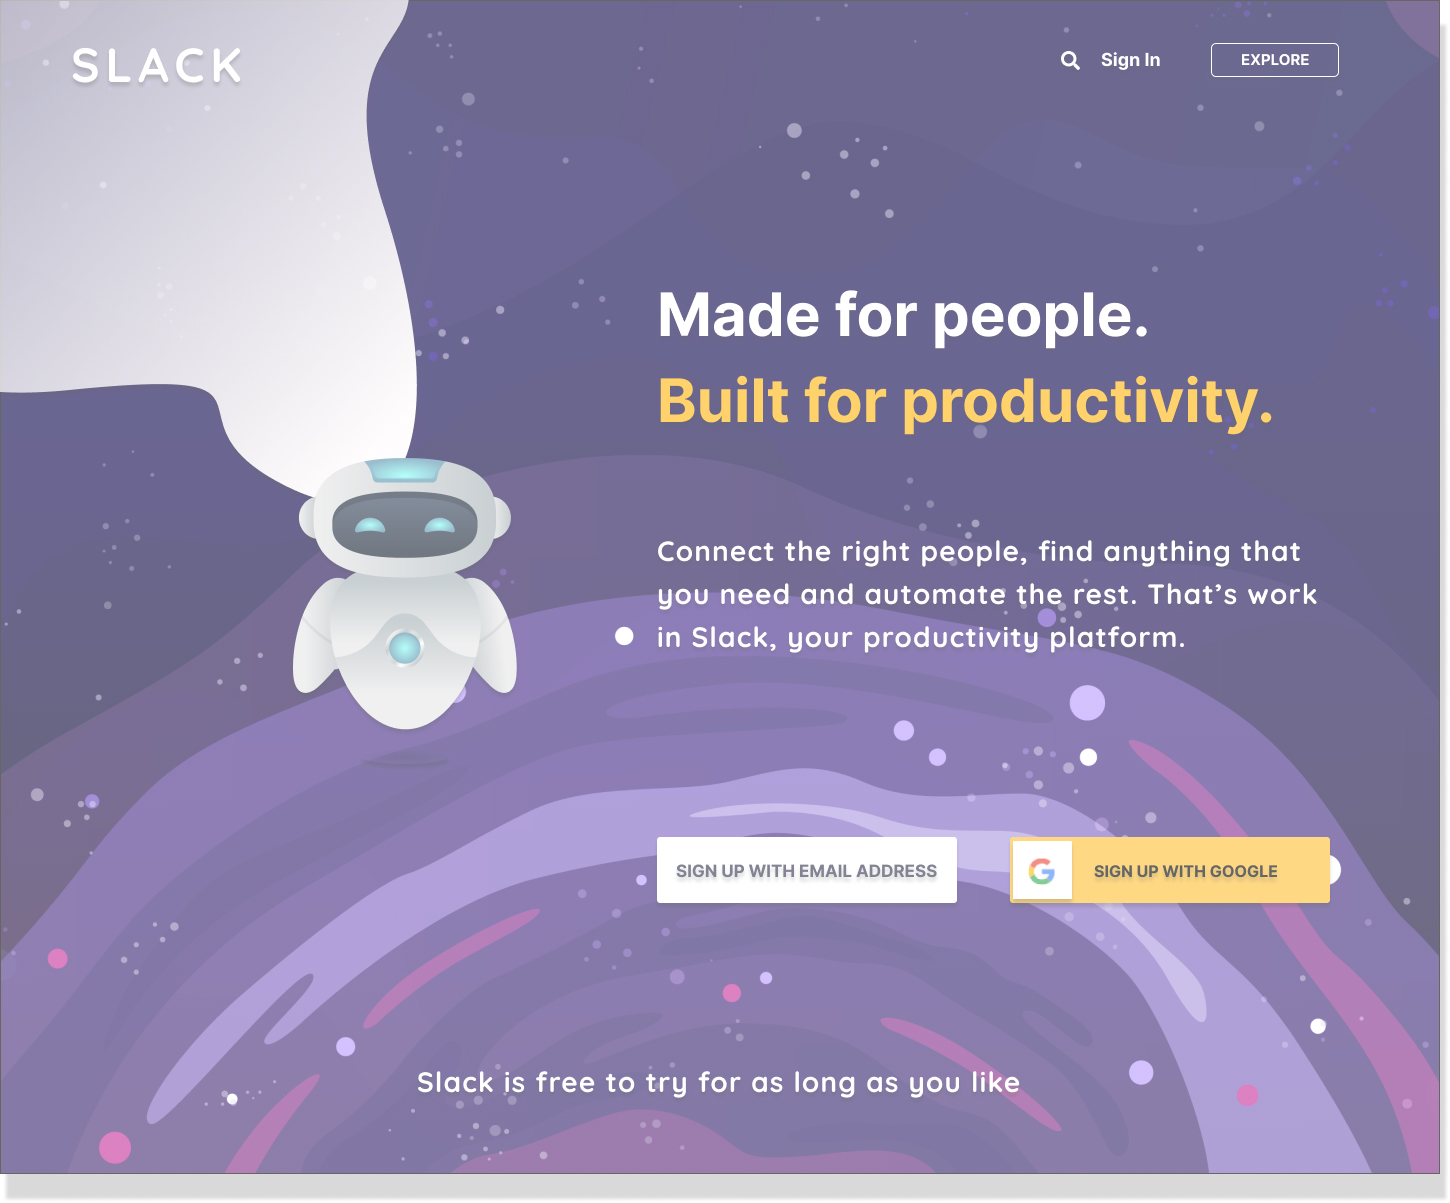 SLACK
Sign In
EXPLORE
Made for people.
Built for productivity.
Connect the right people, find anything that
you need and automate the rest. That’s work
in Slack, your productivity platform.
SIGN UP WITH EMAIL ADDRESS
SIGN UP WITH GOOGLE
Slack is free to try for as long as you like